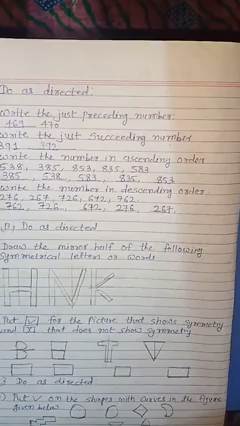 Do as directed.
Write the just preceding number.
469 470
Write the just succeeding number
391 392
Write the number in ascending order
538, 385, 853, 835, 583
385, 538, 583, 835, 853
Write the number in descending order
276, 267, 726, 672, 762
762, 726, 672, 276, 267
Do as directed
Draw the mirror half of the following
symmetrical letters or words
H N V K
Put ✓ for the picture that shows symmetry
and X that does not show symmetry
B T
Do as directed
Put ✓ on the shapes with curves in the figure
given below